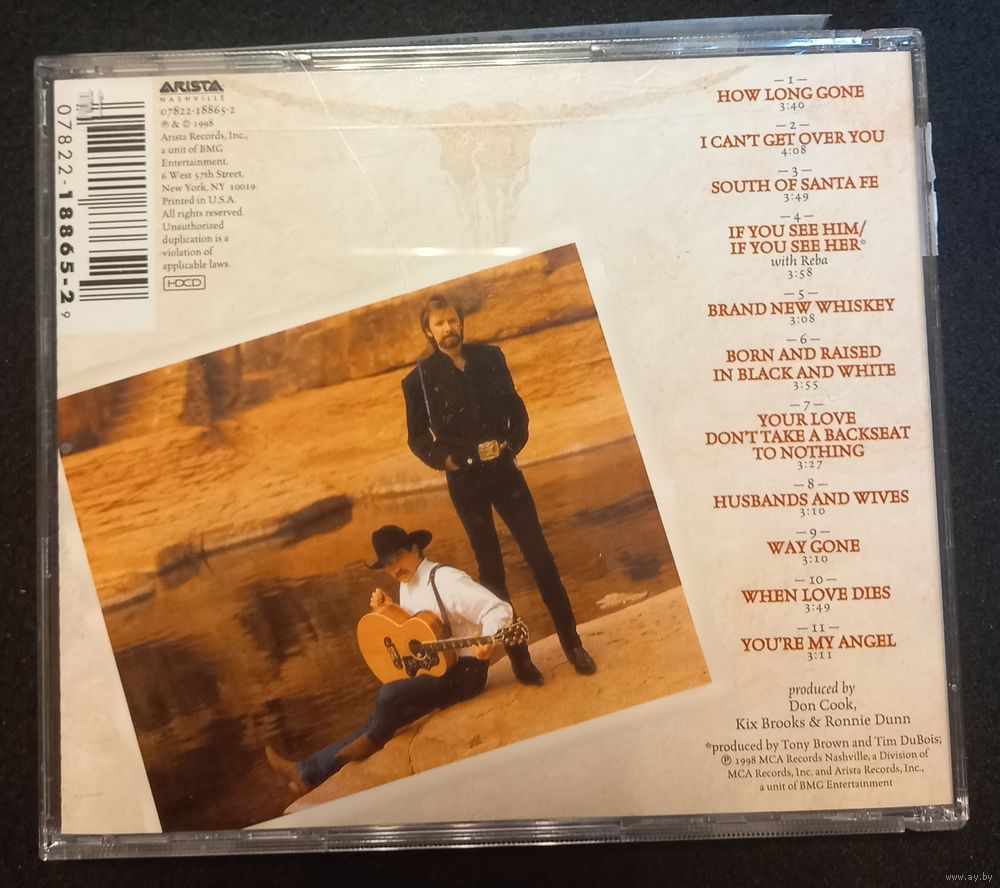 ARISTA
NASHVILLE
07822-18865-2
℗ & © 1998
Arista Records, Inc.,
a unit of BMG
Entertainment,
6 West 57th Street,
New York, NY 10019.
Printed in U.S.A.
All rights reserved.
Unauthorized
duplication is a
violation of
applicable laws.
HDCD
07822-18865-2 9
—1—
HOW LONG GONE
3:40
—2—
I CAN'T GET OVER YOU
4:08
—3—
SOUTH OF SANTA FE
3:49
—4—
IF YOU SEE HIM/
IF YOU SEE HER*
with Reba
3:58
—5—
BRAND NEW WHISKEY
3:08
—6—
BORN AND RAISED
IN BLACK AND WHITE
3:55
—7—
YOUR LOVE
DON'T TAKE A BACKSEAT
TO NOTHING
3:27
—8—
HUSBANDS AND WIVES
3:10
—9—
WAY GONE
3:10
—10—
WHEN LOVE DIES
3:49
—11—
YOU'RE MY ANGEL
3:11
produced by
Don Cook,
Kix Brooks & Ronnie Dunn
*produced by Tony Brown and Tim DuBois;
℗ 1998 MCA Records Nashville, a Division of
MCA Records, Inc. and Arista Records, Inc.,
a unit of BMG Entertainment
www.ay.by